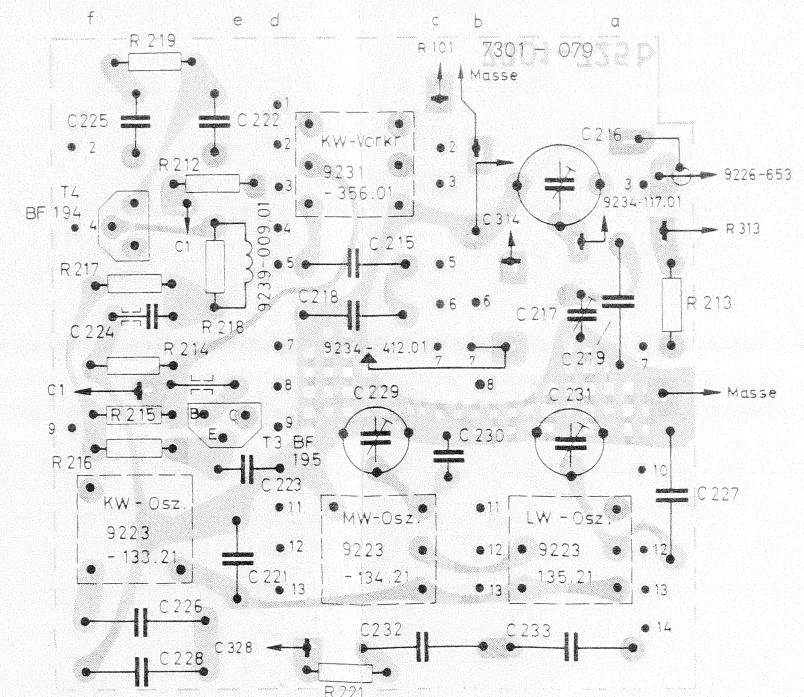 f e d c b a
R 219
R 101
7301 - 079
Masse
1
C 225
C 222
C 216
2
2
KW-Vorkr
2
R 212
9231
3
- 356.01
3
3
9226-653
T4
BF 194
9234-117.01
4
C1
9239-009.01
4
C 314
R 313
C 215
R 217
5
5
C 218
6
6
C 217
R 213
C 224
R 218
R 214
7
9234 - 412.01
7
7
C 219
7
C1
8
C 229
8
C 231
Masse
R 215
B
C
9
9
E
T3 BF
195
C 230
R 216
C 223
10
C 227
KW - Osz.
9223
- 133.21
11
MW-Osz.
11
LW - Osz.
12
9223
12
9223
12
C 221
-134.21
135.21
13
13
13
C 226
C 232
C 233
14
C 328
C 228
R 221